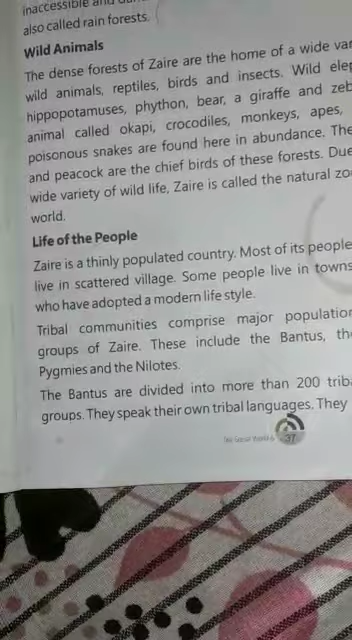 inaccessible and
also called rain forests.
Wild Animals
The dense forests of Zaire are the home of a wide var
wild animals, reptiles, birds and insects. Wild elep
hippopotamuses, phython, bear, a giraffe and zeb
animal called okapi, crocodiles, monkeys, apes,
poisonous snakes are found here in abundance. The
and peacock are the chief birds of these forests. Due
wide variety of wild life, Zaire is called the natural zo
world.
Life of the People
Zaire is a thinly populated country. Most of its people
live in scattered village. Some people live in towns
who have adopted a modern life style.
Tribal communities comprise major population
groups of Zaire. These include the Bantus, the
Pygmies and the Nilotes.
The Bantus are divided into more than 200 triba
groups. They speak their own tribal languages. They
37